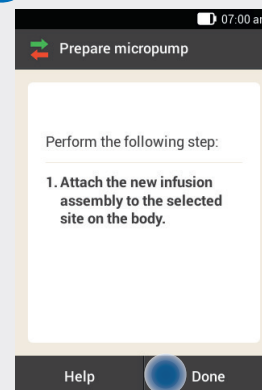 07:00 am
Prepare micropump
Perform the following step:
1. Attach the new infusion
assembly to the selected
site on the body.
Help
Done